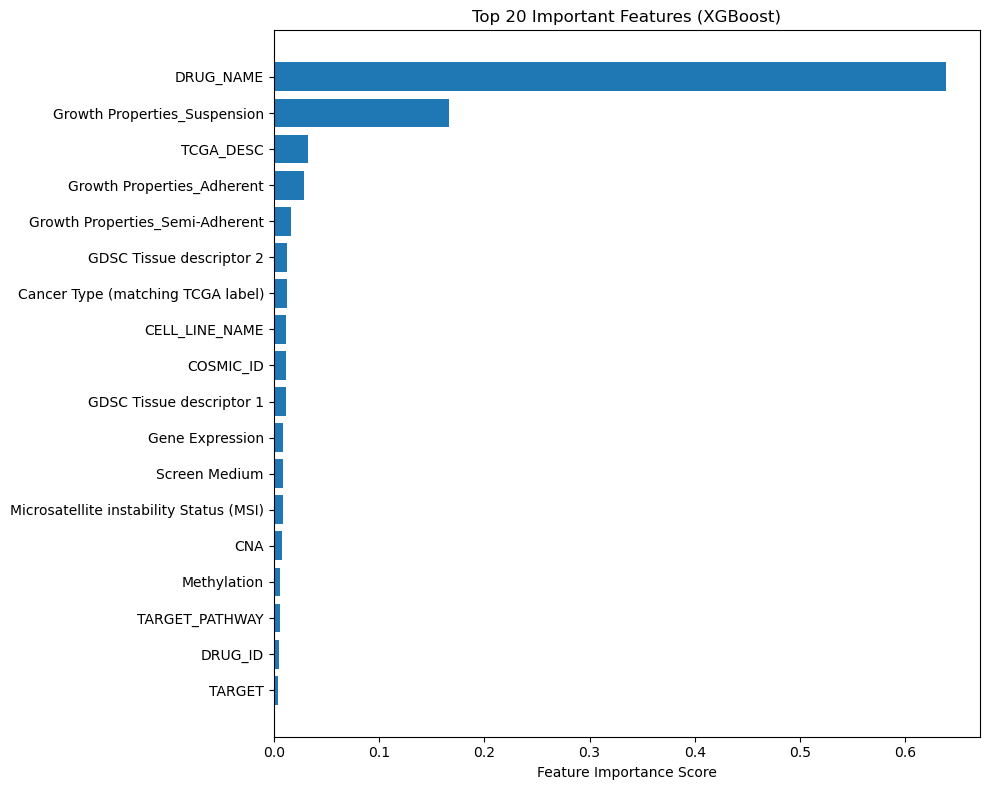 Top 20 Important Features (XGBoost)
DRUG_NAME
Growth Properties_Suspension
TCGA_DESC
Growth Properties_Adherent
Growth Properties_Semi-Adherent
GDSC Tissue descriptor 2
Cancer Type (matching TCGA label)
CELL_LINE_NAME
COSMIC_ID
GDSC Tissue descriptor 1
Gene Expression
Screen Medium
Microsatellite instability Status (MSI)
CNA
Methylation
TARGET_PATHWAY
DRUG_ID
TARGET
0.0 0.1 0.2 0.3 0.4 0.5 0.6
Feature Importance Score